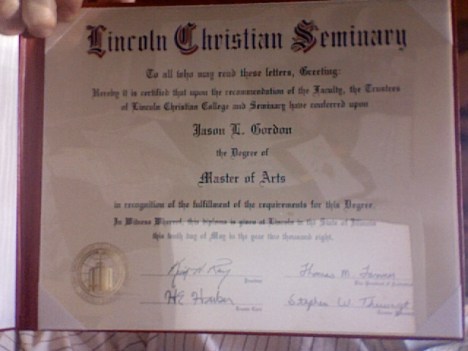 Lincoln Christian Seminary
To all who may read these letters, Greeting:
Hereby it is certified that upon the recommendation of the Faculty, the Trustees
of Lincoln Christian College and Seminary have conferred upon
Jason L. Gordon
the Degree of
Master of Arts
in recognition of the fulfillment of the requirements for this Degree.
In Witness Whereof, this diploma is given at Lincoln in the State of Illinois
this tenth day of May in the year two thousand eight.
Thomas M.
President
Stephen W.